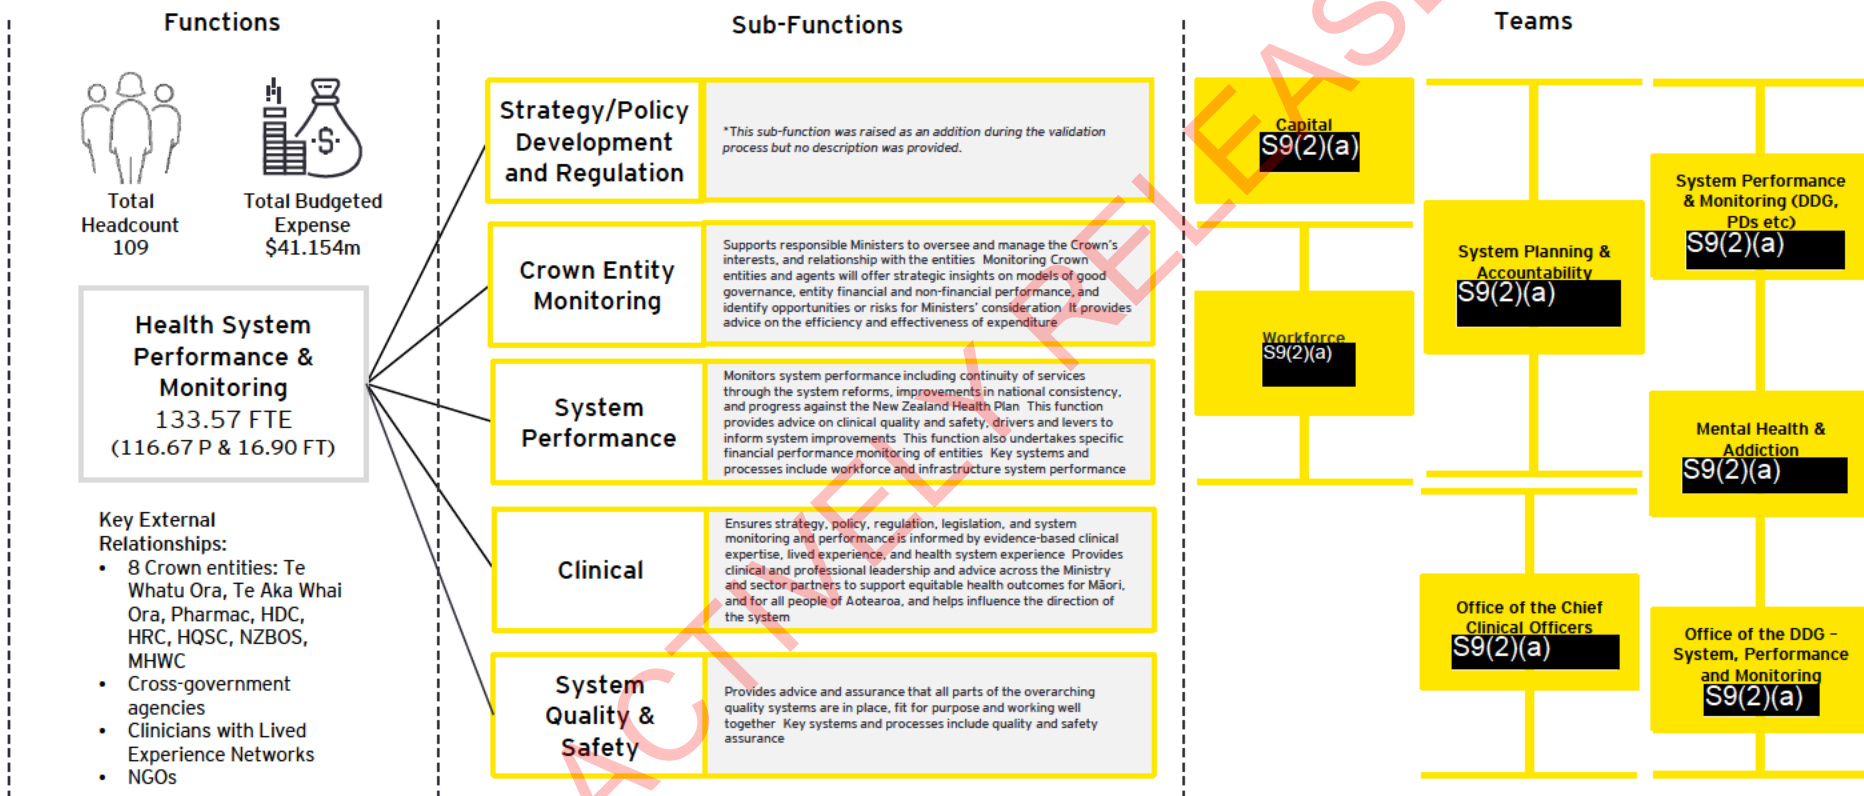 Functions
Total
Headcount
109
Total Budgeted
Expense
$41.154m
Health System
Performance &
Monitoring
133.57 FTE
(116.67 P & 16.90 FT)
Key External
Relationships:
• 8 Crown entities: Te
Whatu Ora, Te Aka Whai
Ora, Pharmac, HDC,
HRC, HQSC, NZBOS,
MHWC
• Cross-government
agencies
• Clinicians with Lived
Experience Networks
• NGOs
Sub-Functions
Strategy/Policy
Development
and Regulation
*This sub-function was raised as an addition during the validation
process but no description was provided.
Crown Entity
Monitoring
Supports responsible Ministers to oversee and manage the Crown's
interests, and relationship with the entities Monitoring Crown
entities and agents will offer strategic insights on models of good
governance, entity financial and non-financial performance, and
identify opportunities or risks for Ministers' consideration It provides
advice on the efficiency and effectiveness of expenditure
System
Performance
Monitors system performance including continuity of services
through the system reforms, improvements in national consistency,
and progress against the New Zealand Health Plan This function
provides advice on clinical quality and safety, drivers and levers to
inform system improvements This function also undertakes specific
financial performance monitoring of entities Key systems and
processes include workforce and infrastructure system performance
Clinical
Ensures strategy, policy, regulation, legislation, and system
monitoring and performance is informed by evidence-based clinical
expertise, lived experience, and health system experience Provides
clinical and professional leadership and advice across the Ministry
and sector partners to support equitable health outcomes for Māori,
and for all people of Aotearoa, and helps influence the direction of
the system
System
Quality &
Safety
Provides advice and assurance that all parts of the overarching
quality systems are in place, fit for purpose and working well
together Key systems and processes include quality and safety
assurance
Teams
Capital
S9(2)(a)
Workforce
S9(2)(a)
System Planning &
Accountability
S9(2)(a)
Office of the Chief
Clinical Officers
S9(2)(a)
System Performance
& Monitoring (DDG,
PDs etc)
S9(2)(a)
Mental Health &
Addiction
S9(2)(a)
Office of the DDG –
System, Performance
and Monitoring
S9(2)(a)
ACTIVELY RELEASE